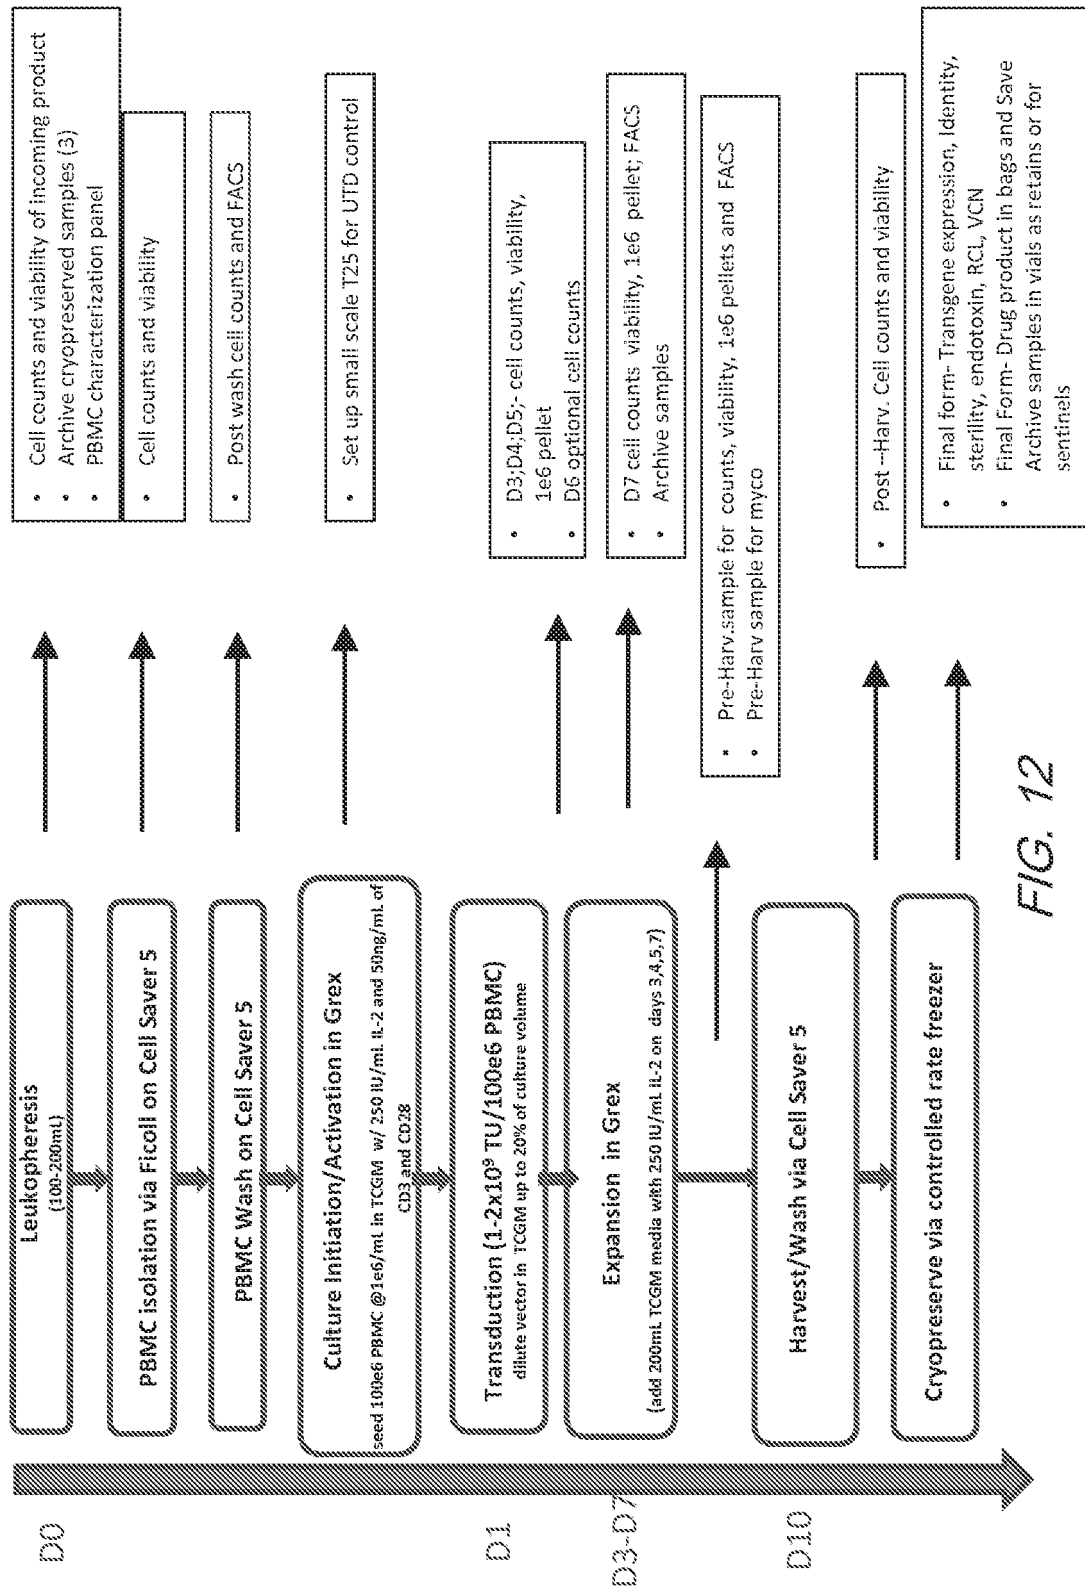 D0
D1
D3-D7
D10
Leukopheresis
(100-200mL)
PBMC isolation via Ficoll on Cell Saver 5
PBMC Wash on Cell Saver 5
Culture Initiation/Activation in Grex
seed 100e6 PBMC @1e6/mL in TCGM w/ 250 IU/mL IL-2 and 50ng/mL of
CD3 and CD28
Transduction (1-2x10⁹ TU/100e6 PBMC)
dilute vector in TCGM up to 20% of culture volume
Expansion in Grex
(add 200mL TCGM media with 250 IU/mL IL-2 on days 3,4,5,7)
Harvest/Wash via Cell Saver 5
Cryopreserve via controlled rate freezer
• Cell counts and viability of incoming product
• Archive cryopreserved samples (3)
• PBMC characterization panel
• Cell counts and viability
• Post wash cell counts and FACS
• Set up small scale T25 for UTD control
• D3;D4;D5;- cell counts, viability,
1e6 pellet
• D6 optional cell counts
• D7 cell counts viability, 1e6 pellet; FACS
• Archive samples
• Pre-Harv.sample for counts, viability, 1e6 pellets and FACS
• Pre-Harv sample for myco
• Post --Harv. Cell counts and viability
• Final form- Transgene expression, Identity,
sterility, endotoxin, RCL, VCN
• Final Form- Drug product in bags and Save
Archive samples in vials as retains or for
sentinels
FIG. 12